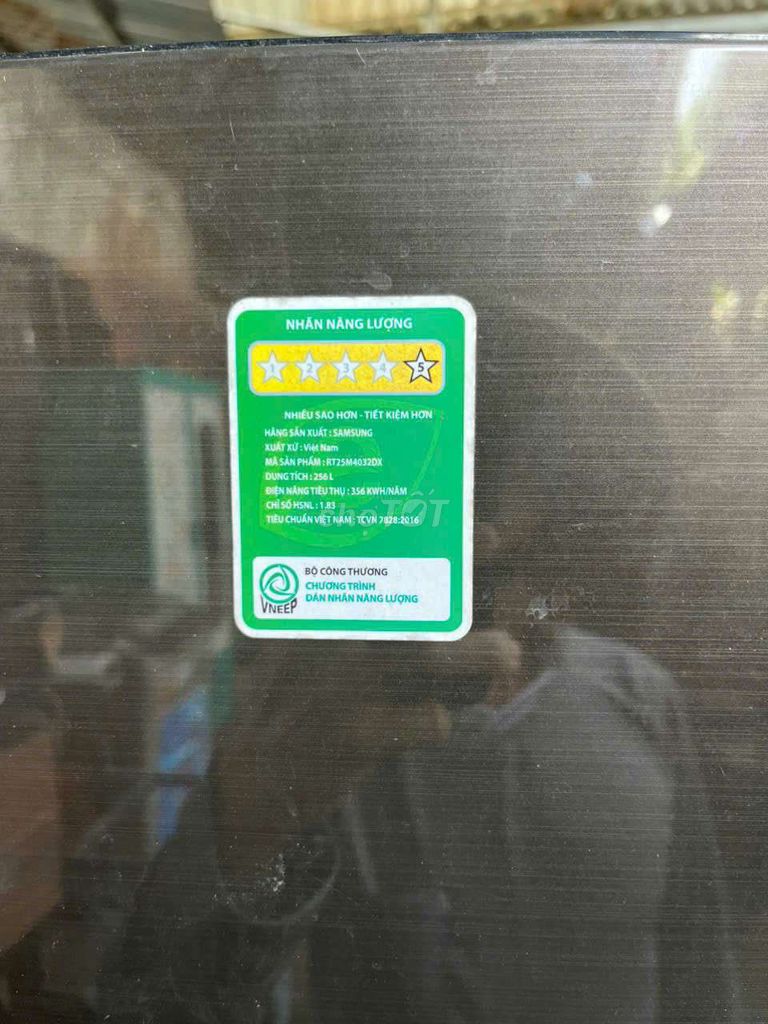 NHÃN NĂNG LƯỢNG
1 2 3 4 5
NHIỀU SAO HƠN - TIẾT KIỆM HƠN
HÃNG SẢN XUẤT : SAMSUNG
XUẤT XỨ : Việt Nam
MÃ SẢN PHẨM : RT25M4032DX
DUNG TÍCH : 256 L
ĐIỆN NĂNG TIÊU THỤ : 356 KWH/NĂM
CHỈ SỐ HSNL : 1.83
TIÊU CHUẨN VIỆT NAM : TCVN 7828:2016
chợTỐT
BỘ CÔNG THƯƠNG
CHƯƠNG TRÌNH
DÁN NHÃN NĂNG LƯỢNG
VNEEP